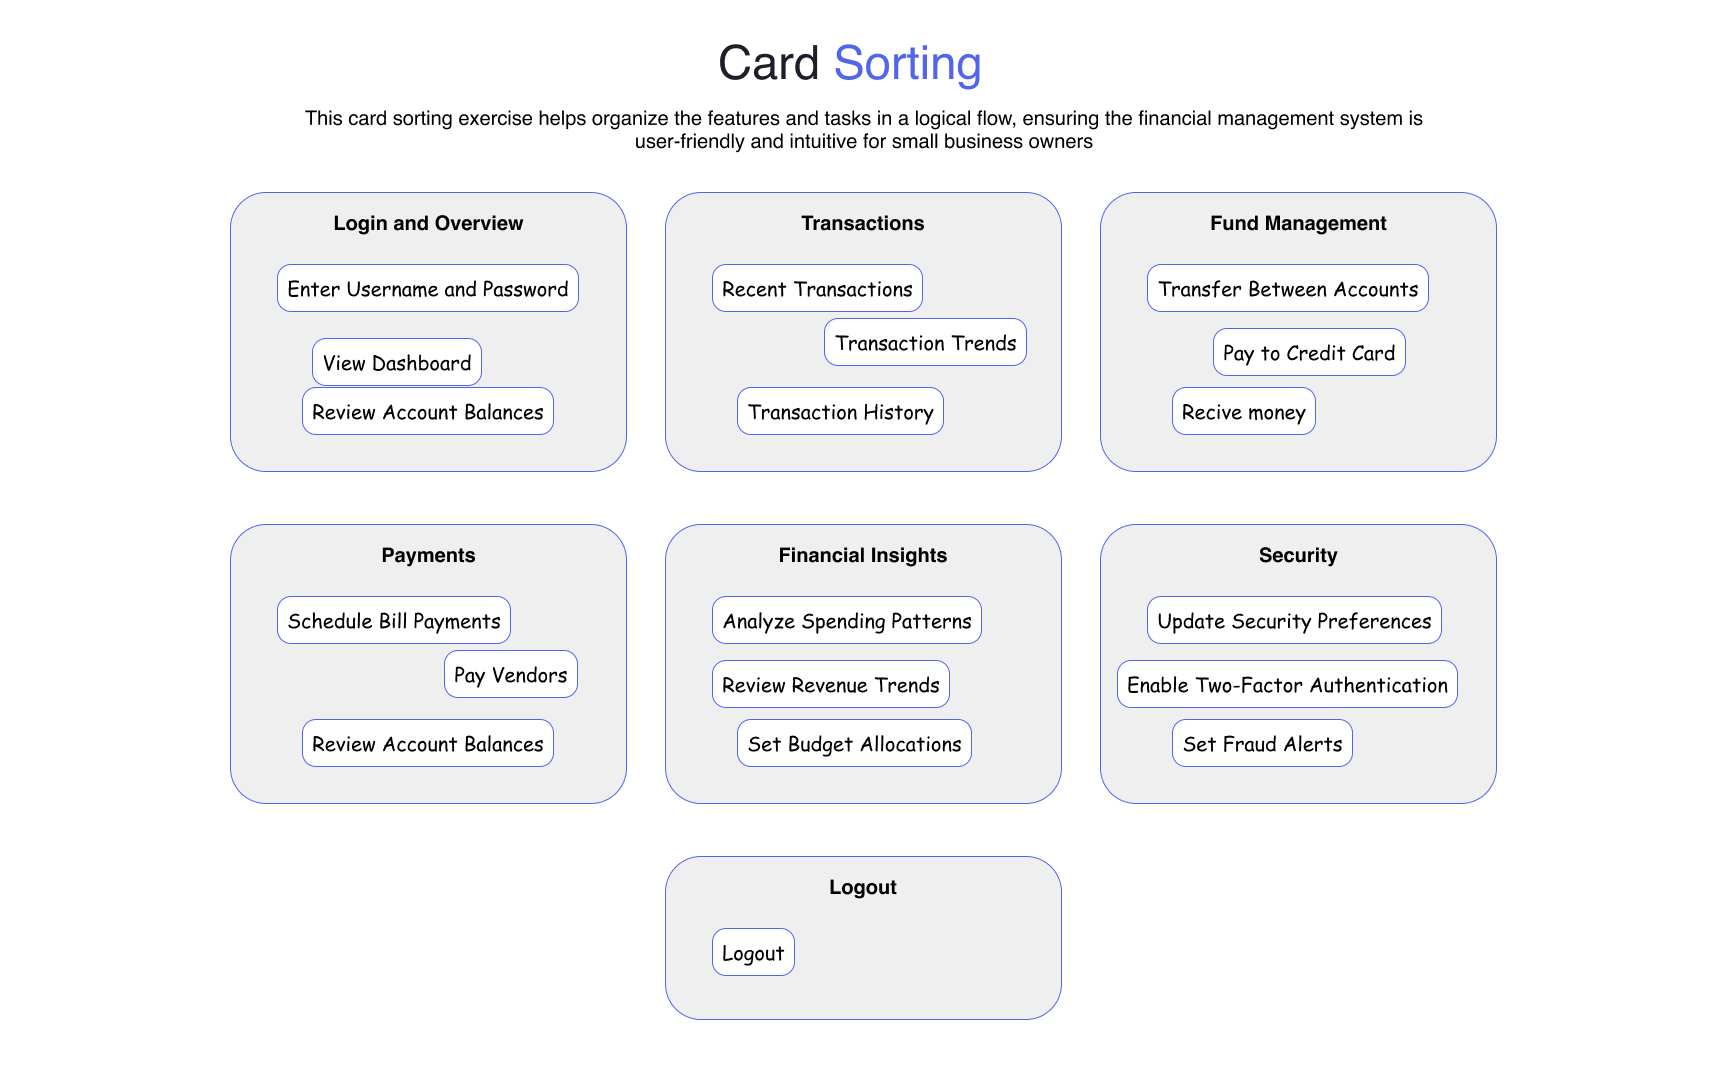 Card Sorting
This card sorting exercise helps organize the features and tasks in a logical flow, ensuring the financial management system is
user-friendly and intuitive for small business owners
Login and Overview
Enter Username and Password
View Dashboard
Review Account Balances
Transactions
Recent Transactions
Transaction Trends
Transaction History
Fund Management
Transfer Between Accounts
Pay to Credit Card
Recive money
Payments
Schedule Bill Payments
Pay Vendors
Review Account Balances
Financial Insights
Analyze Spending Patterns
Review Revenue Trends
Set Budget Allocations
Security
Update Security Preferences
Enable Two-Factor Authentication
Set Fraud Alerts
Logout
Logout